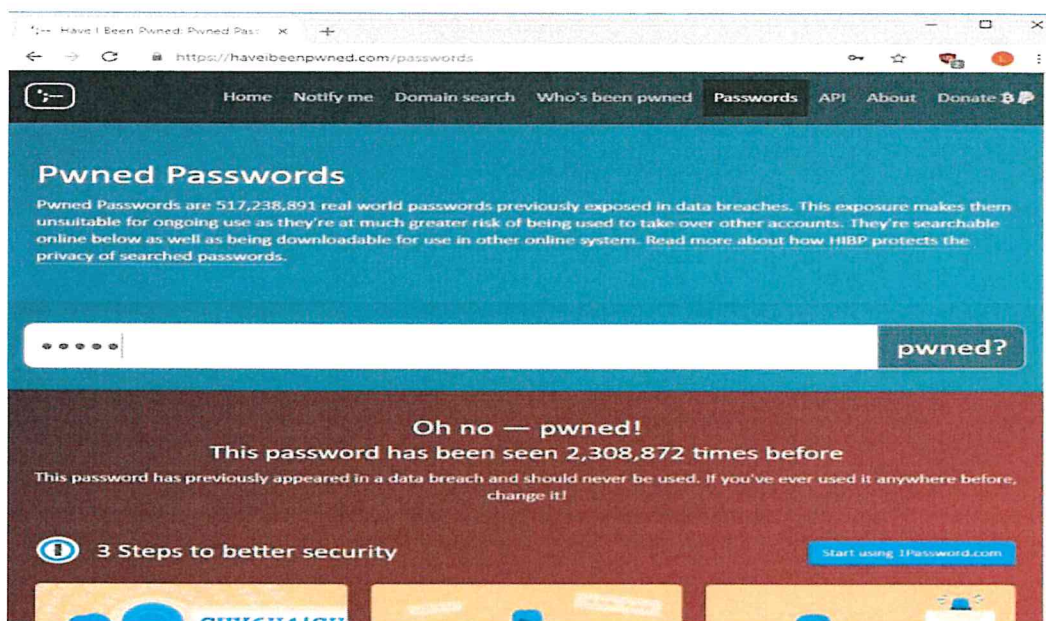 ';-- Have I Been Pwned: Pwned Pas
https://haveibeenpwned.com/passwords
';--
Home Notify me Domain search Who's been pwned Passwords API About Donate
Pwned Passwords
Pwned Passwords are 517,238,891 real world passwords previously exposed in data breaches. This exposure makes them
unsuitable for ongoing use as they're at much greater risk of being used to take over other accounts. They're searchable
online below as well as being downloadable for use in other online system. Read more about how HIBP protects the
privacy of searched passwords.
pwned?
Oh no — pwned!
This password has been seen 2,308,872 times before
This password has previously appeared in a data breach and should never be used. If you've ever used it anywhere before,
change it!
3 Steps to better security
Start using 1Password.com